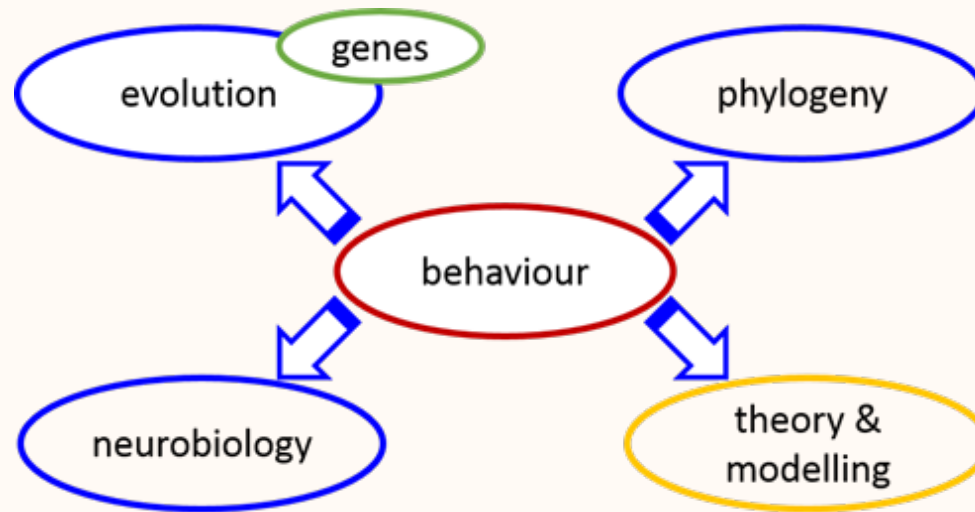 genes
evolution
phylogeny
behaviour
neurobiology
theory &
modelling